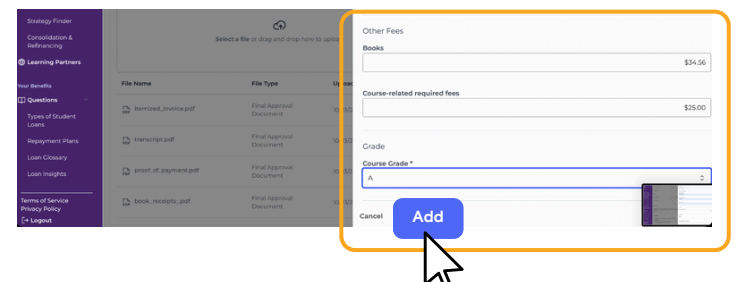 Strategy Finder
Consolidation &
Refinancing
Learning Partners
Your Benefits
Questions
Types of Student
Loans
Repayment Plans
Loan Glossary
Loan Insights
Terms of Service
Privacy Policy
Logout
Select a file or drag and drop here to
File Name File Type
itemized_invoice.pdf Final Approval
Document
transcript.pdf Final Approval
Document
proof_of_payment.pdf Final Approval
Document
book_receipts_.pdf Final Approval
Document
Other Fees
Books
$34.56
Course-related required fees
$25.00
Grade
Course Grade *
A
Cancel
Add